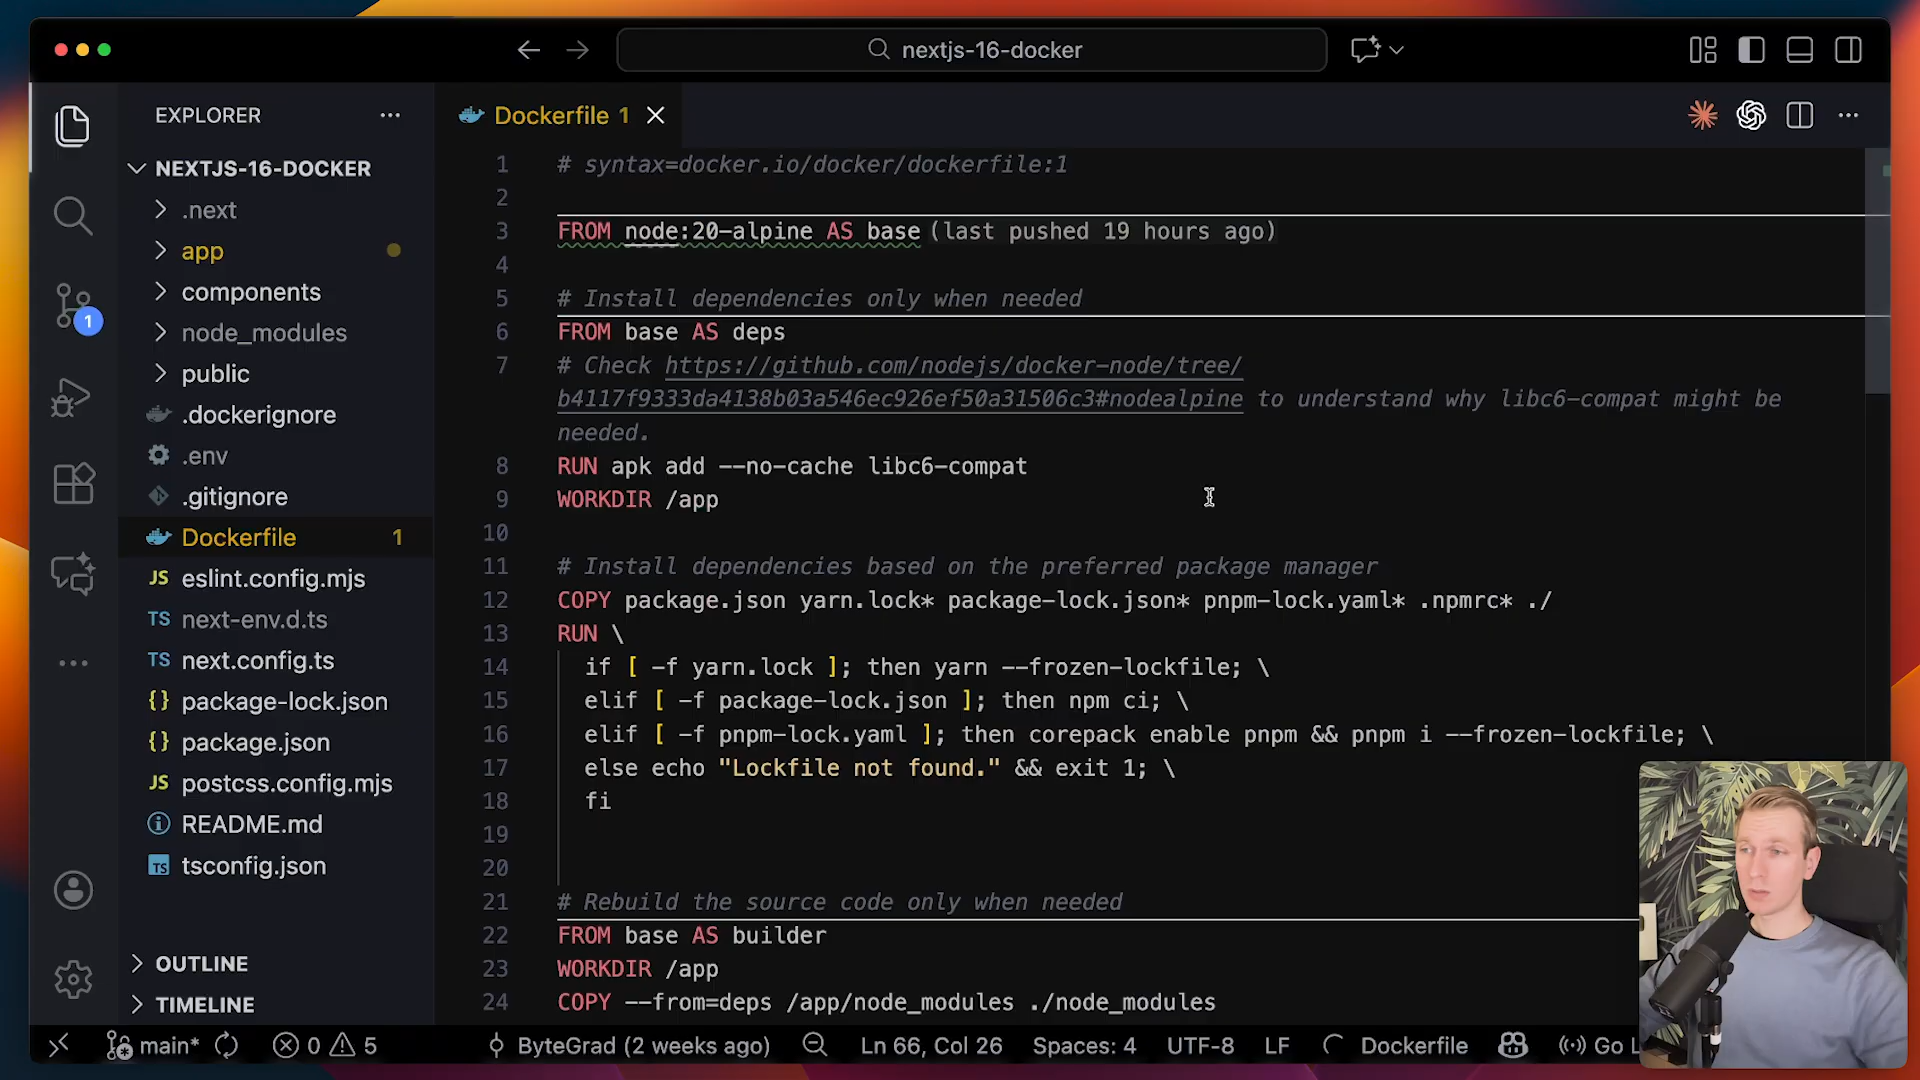 nextjs-16-docker
EXPLORER
NEXTJS-16-DOCKER
.next
app
components
node_modules
public
.dockerignore
.env
.gitignore
Dockerfile 1
eslint.config.mjs
next-env.d.ts
next.config.ts
package-lock.json
package.json
postcss.config.mjs
README.md
tsconfig.json
OUTLINE
TIMELINE
Dockerfile 1
1 # syntax=docker.io/docker/dockerfile:1
2
3 FROM node:20-alpine AS base (last pushed 19 hours ago)
4
5 # Install dependencies only when needed
6 FROM base AS deps
7 # Check https://github.com/nodejs/docker-node/tree/
b4117f9333da4138b03a546ec926ef50a31506c3#nodealpine to understand why libc6-compat might be
needed.
8 RUN apk add --no-cache libc6-compat
9 WORKDIR /app
10
11 # Install dependencies based on the preferred package manager
12 COPY package.json yarn.lock* package-lock.json* pnpm-lock.yaml* .npmrc* ./
13 RUN \
14 if [ -f yarn.lock ]; then yarn --frozen-lockfile; \
15 elif [ -f package-lock.json ]; then npm ci; \
16 elif [ -f pnpm-lock.yaml ]; then corepack enable pnpm && pnpm i --frozen-lockfile; \
17 else echo "Lockfile not found." && exit 1; \
18 fi
19
20
21 # Rebuild the source code only when needed
22 FROM base AS builder
23 WORKDIR /app
24 COPY --from=deps /app/node_modules ./node_modules
1
main* 0 5 ByteGrad (2 weeks ago) Ln 66, Col 26 Spaces: 4 UTF-8 LF Dockerfile Go L